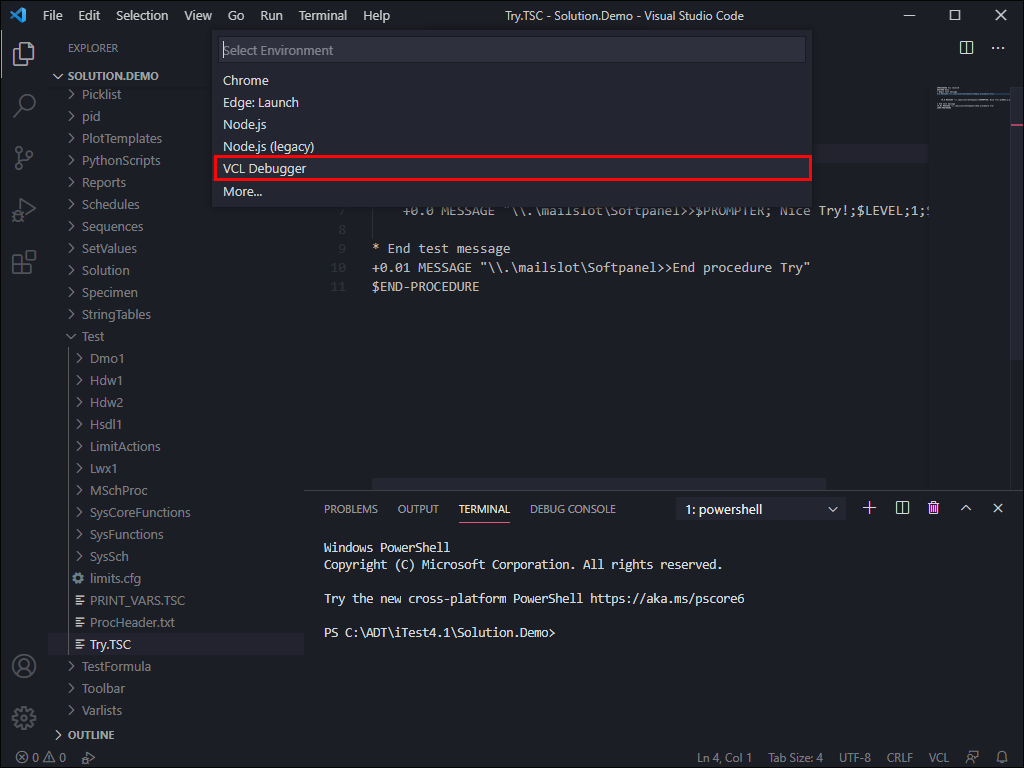 File Edit Selection View Go Run Terminal Help
Try.TSC - Solution.Demo - Visual Studio Code
EXPLORER
SOLUTION.DEMO
Picklist
pid
PlotTemplates
PythonScripts
Reports
Schedules
Sequences
SetValues
Solution
Specimen
StringTables
Test
Dmo1
Hdw1
Hdw2
Hsdl1
LimitActions
Lwx1
MSchProc
SysCoreFunctions
SysFunctions
SysSch
limits.cfg
PRINT_VARS.TSC
ProcHeader.txt
Try.TSC
TestFormula
Toolbar
Varlists
OUTLINE
Select Environment
Chrome
Edge: Launch
Node.js
Node.js (legacy)
VCL Debugger
More...
7 +0.0 MESSAGE "\\.\mailslot\Softpanel>>$PROMPTER; Nice Try!;$LEVEL;1;
8
9 * End test message
10 +0.01 MESSAGE "\\.\mailslot\Softpanel>>End procedure Try"
11 $END-PROCEDURE
PROBLEMS OUTPUT TERMINAL DEBUG CONSOLE
1: powershell
Windows PowerShell
Copyright (C) Microsoft Corporation. All rights reserved.
Try the new cross-platform PowerShell https://aka.ms/pscore6
PS C:\ADT\iTest4.1\Solution.Demo>
0 0
Ln 4, Col 1 Tab Size: 4 UTF-8 CRLF VCL